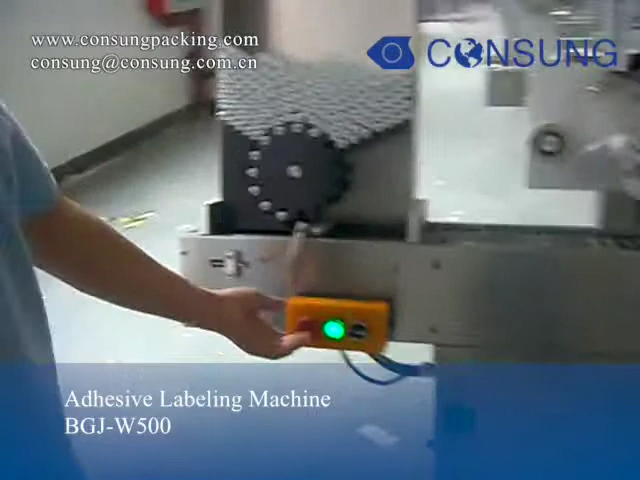 www.consungpacking.com
consung@consung.com.cn
CONSUNG
Adhesive Labeling Machine
BGJ-W500